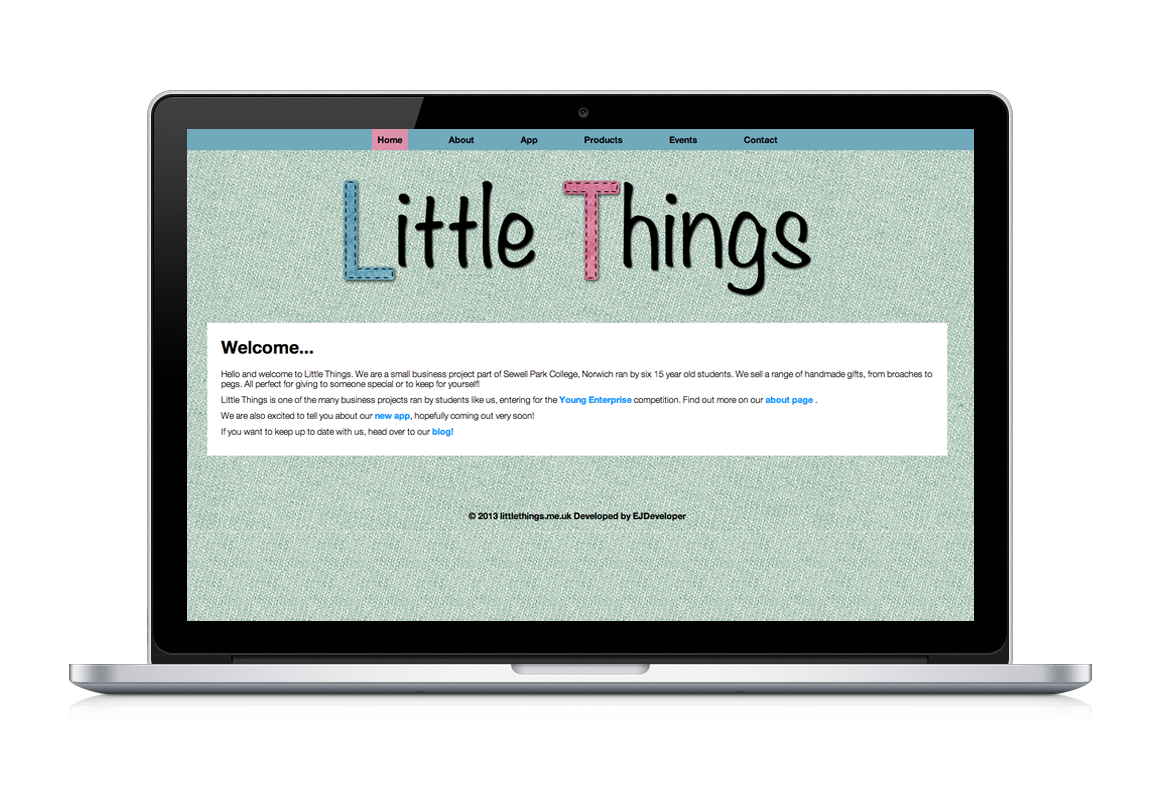 Home About App Products Events Contact
Little Things
Welcome...
Hello and welcome to Little Things. We are a small business project part of Sewell Park College, Norwich ran by six 15 year old students. We sell a range of handmade gifts, from broaches to
pegs. All perfect for giving to someone special or to keep for yourself!
Little Things is one of the many business projects ran by students like us, entering for the Young Enterprise competition. Find out more on our about page .
We are also excited to tell you about our new app, hopefully coming out very soon!
If you want to keep up to date with us, head over to our blog!
© 2013 littlethings.me.uk Developed by EJDeveloper